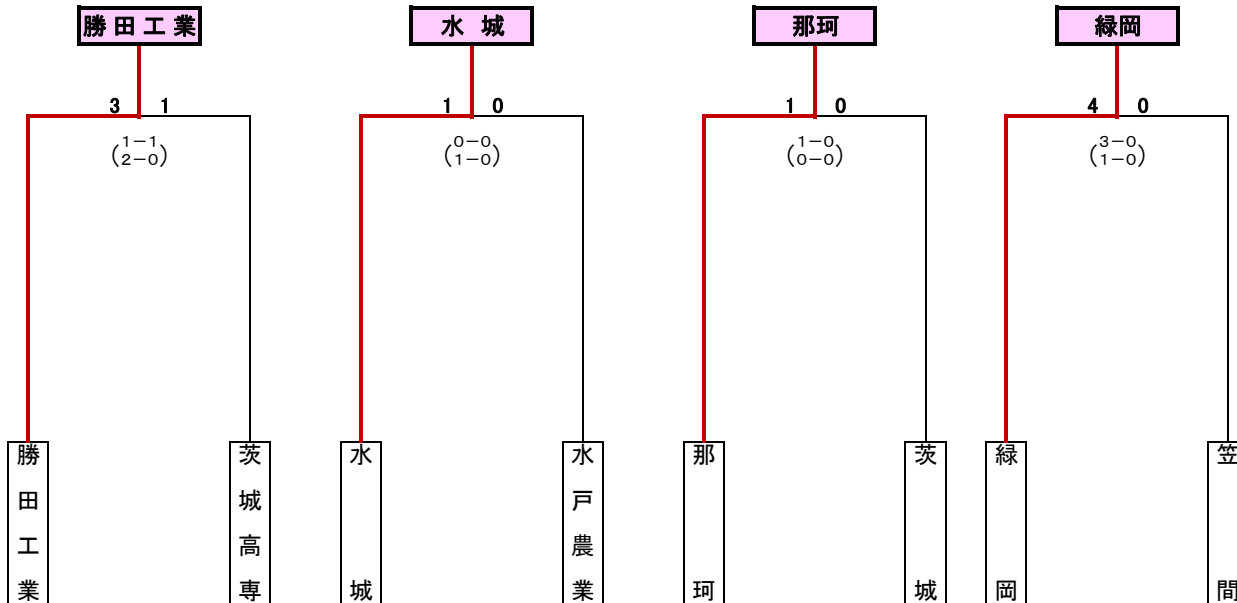 勝田工業
水 城
那珂
緑岡
3 1
1 0
1 0
4 0
(1-1
2-0)
(0-0
1-0)
(1-0
0-0)
(3-0
1-0)
勝田工業
茨城高専
水城
水戸農業
那珂
茨城
緑岡
笠間